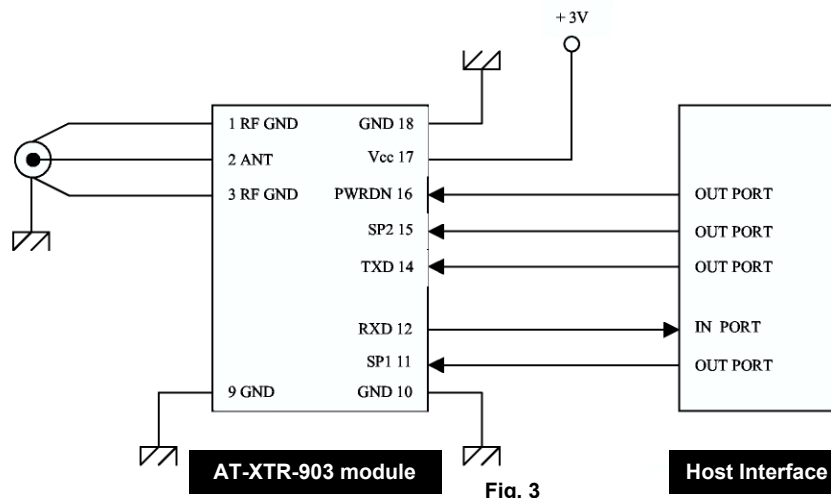 + 3V
1 RF GND GND 18
2 ANT Vcc 17
3 RF GND PWRDN 16 OUT PORT
SP2 15 OUT PORT
TXD 14 OUT PORT
RXD 12 IN PORT
SP1 11 OUT PORT
9 GND GND 10
AT-XTR-903 module Host Interface
Fig. 3